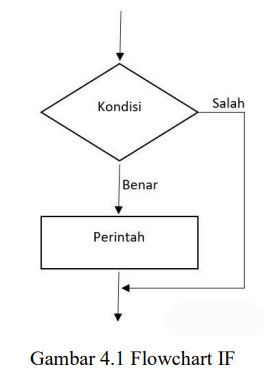 Kondisi
Salah
Benar
Perintah
Gambar 4.1 Flowchart IF